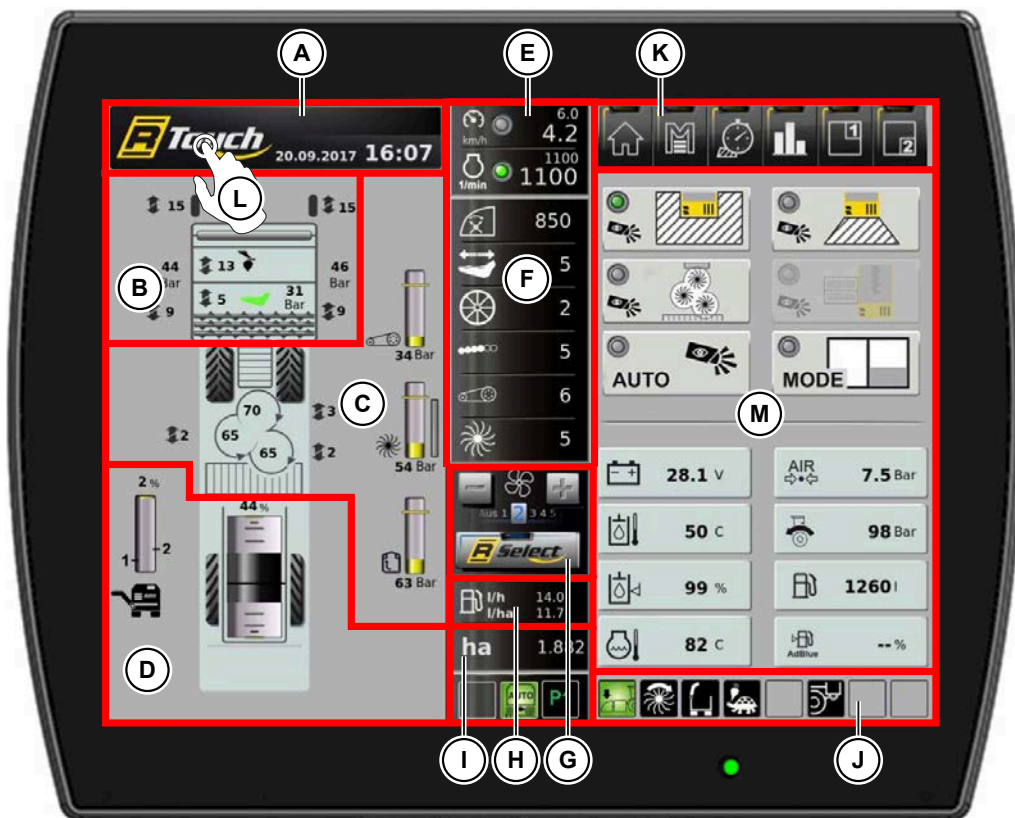 A
E
K
R Touch 20.09.2017 16:07
L
km/h 6.0 4.2
1/min 1100 1100
1 2
15 15
44 Bar 13 46 Bar
B
5 31 Bar
9 9
34 Bar
C
70
65 65
2 3
2
54 Bar
2 %
1 2
44 %
63 Bar
D
850
F
5
2
5
6
5
Aus 1 2 3 4 5
R Select
l/h 14.0
l/ha 11.7
ha
AUTO
AUTO MODE
M
28.1 V AIR 7.5 Bar
50 C 98 Bar
99 % 1260 l
82 C AdBlue -- %
I
H
G
J